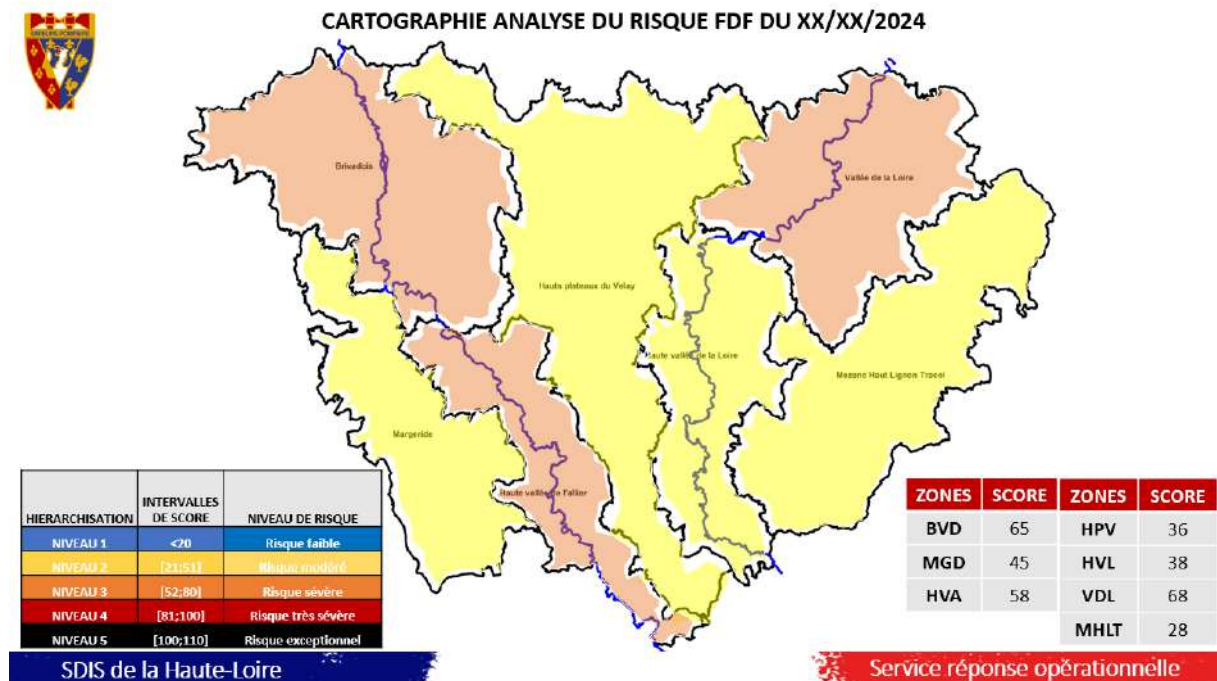 CARTOGRAPHIE ANALYSE DU RISQUE FDF DU XX/XX/2024
Brivadois
Vallée de la Loire
Hauts plateaux du Velay
Haute vallée de la Loire
Mezenc Haut Lignon Tracol
Margeride
Haute vallée de l'allier
HIERARCHISATION INTERVALLES DE SCORE NIVEAU DE RISQUE
NIVEAU 1 <20 Risque faible
NIVEAU 2 [21;51] Risque modéré
NIVEAU 3 [52;80] Risque sévère
NIVEAU 4 [81;100] Risque très sévère
NIVEAU 5 [100;110] Risque exceptionnel
ZONES SCORE ZONES SCORE
BVD 65 HPV 36
MGD 45 HVL 38
HVA 58 VDL 68
MHLT 28
SDIS de la Haute-Loire
Service réponse opérationnelle